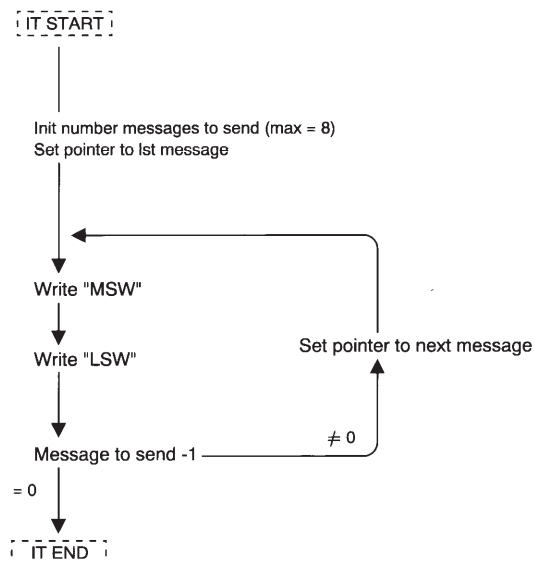 IT START
Init number messages to send (max = 8)
Set pointer to lst message
Write "MSW"
Write "LSW"
Set pointer to next message
≠ 0
Message to send -1
= 0
IT END